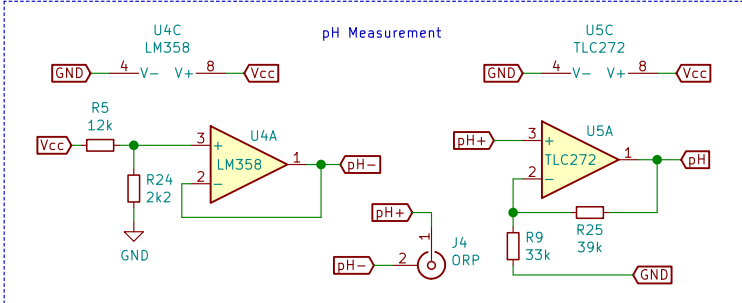 pH Measurement
U4C
LM358
GND 4 V- V+ 8 Vcc
U5C
TLC272
GND 4 V- V+ 8 Vcc
R5
12k
Vcc
R24
2k2
GND
U4A
LM358
3 +
2 -
1 pH-
pH+
pH-
1
2
J4
ORP
pH+
U5A
TLC272
3 +
2 -
1 pH
R9
33k
R25
39k
GND